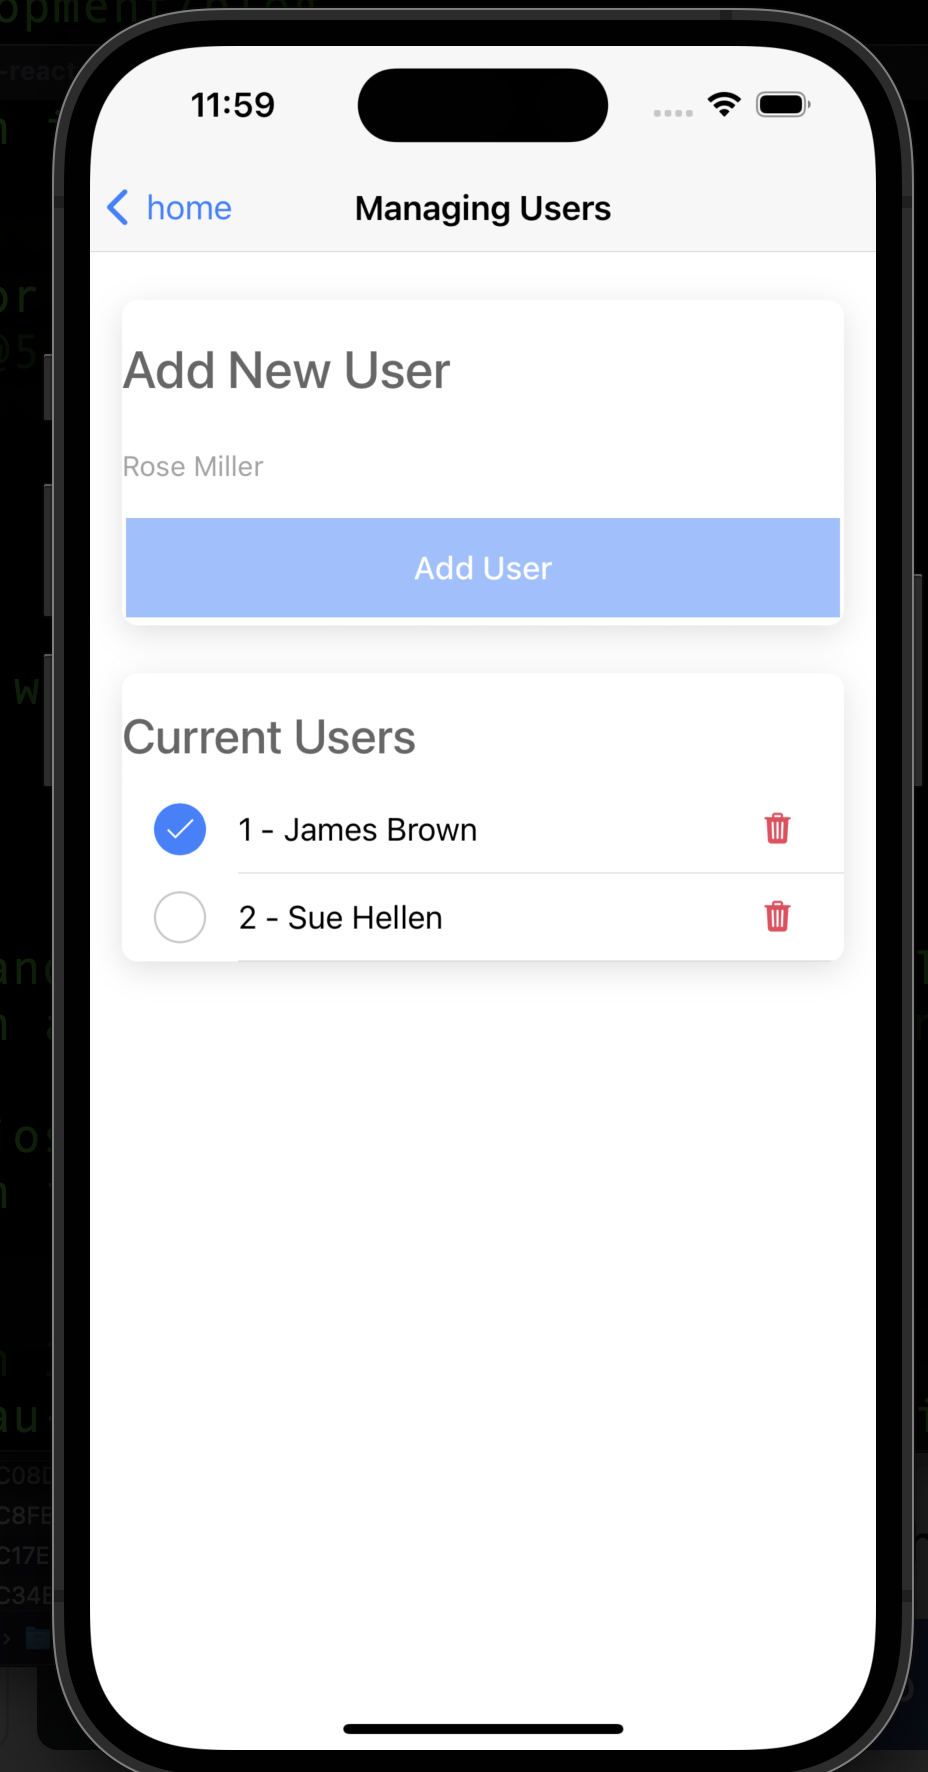 11:59
home
Managing Users
Add New User
Rose Miller
Add User
Current Users
1 - James Brown
2 - Sue Hellen